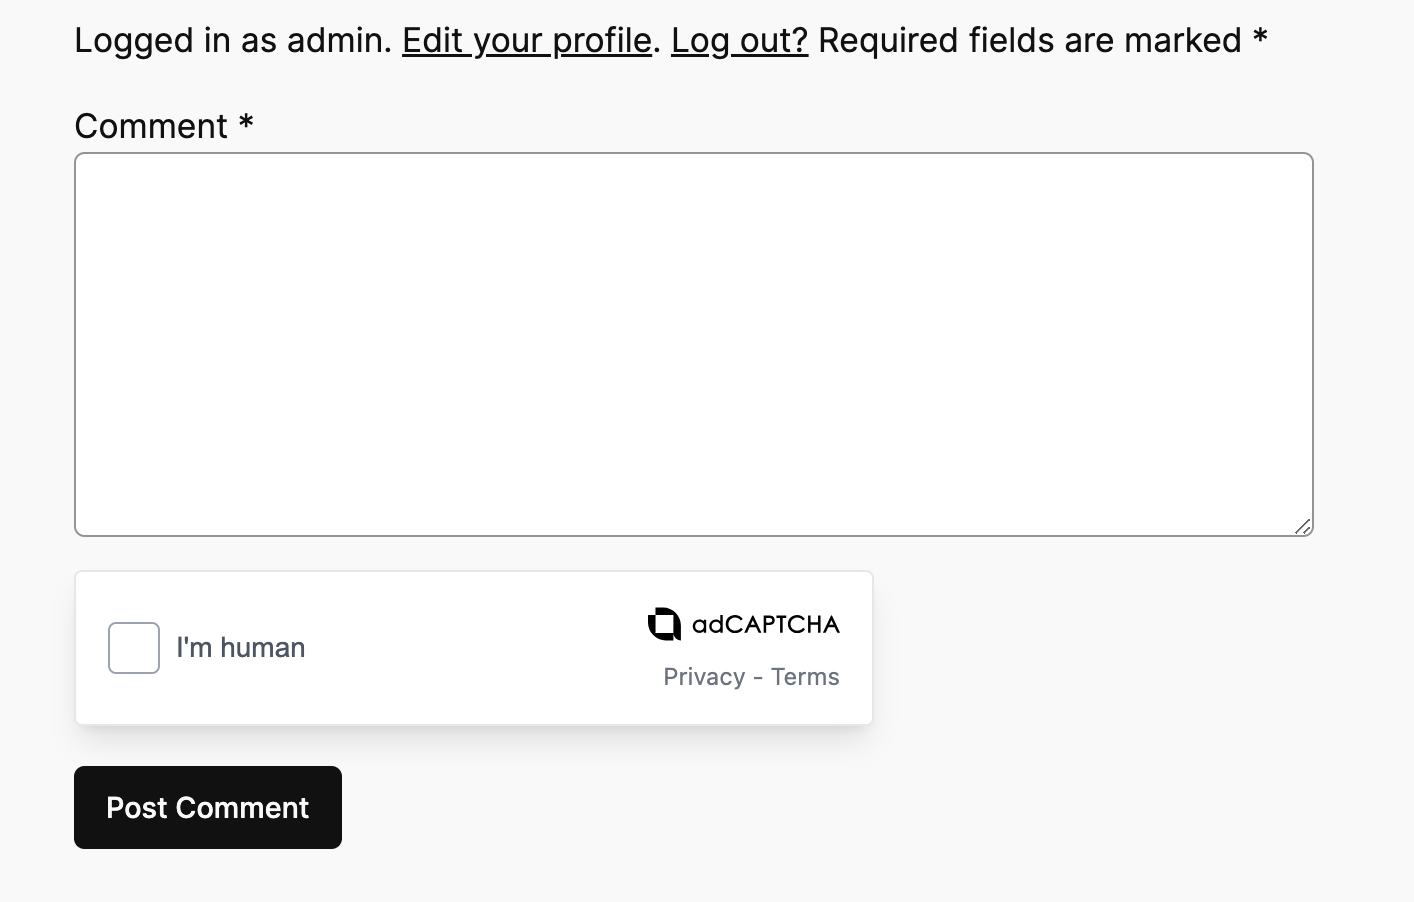 Logged in as admin. Edit your profile. Log out? Required fields are marked *
Comment *
I'm human
adCAPTCHA
Privacy - Terms
Post Comment